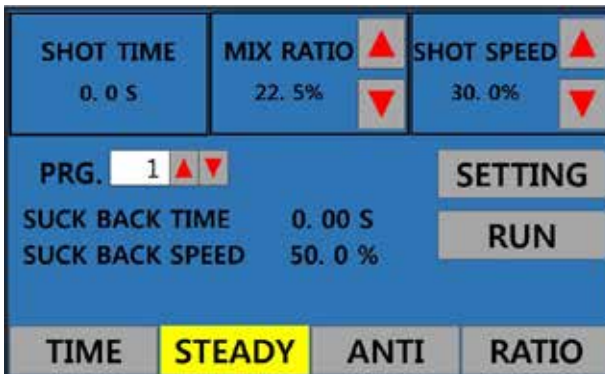 SHOT TIME
0. 0 S
MIX RATIO
22. 5%
SHOT SPEED
30. 0%
PRG. 1
SETTING
SUCK BACK TIME 0. 00 S
SUCK BACK SPEED 50. 0 %
RUN
TIME STEADY ANTI RATIO